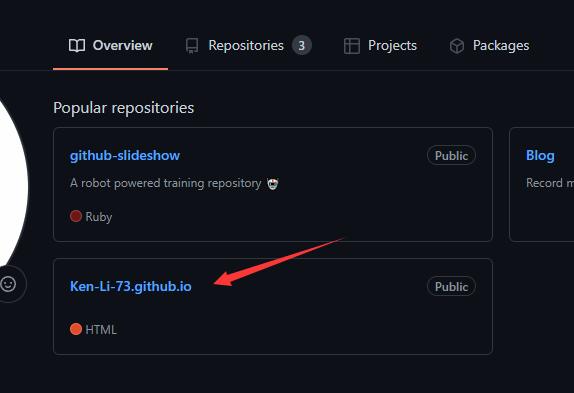 Overview Repositories 3 Projects Packages
Popular repositories
github-slideshow Public
A robot powered training repository
Ruby
Blog
Record
Ken-Li-73.github.io Public
HTML